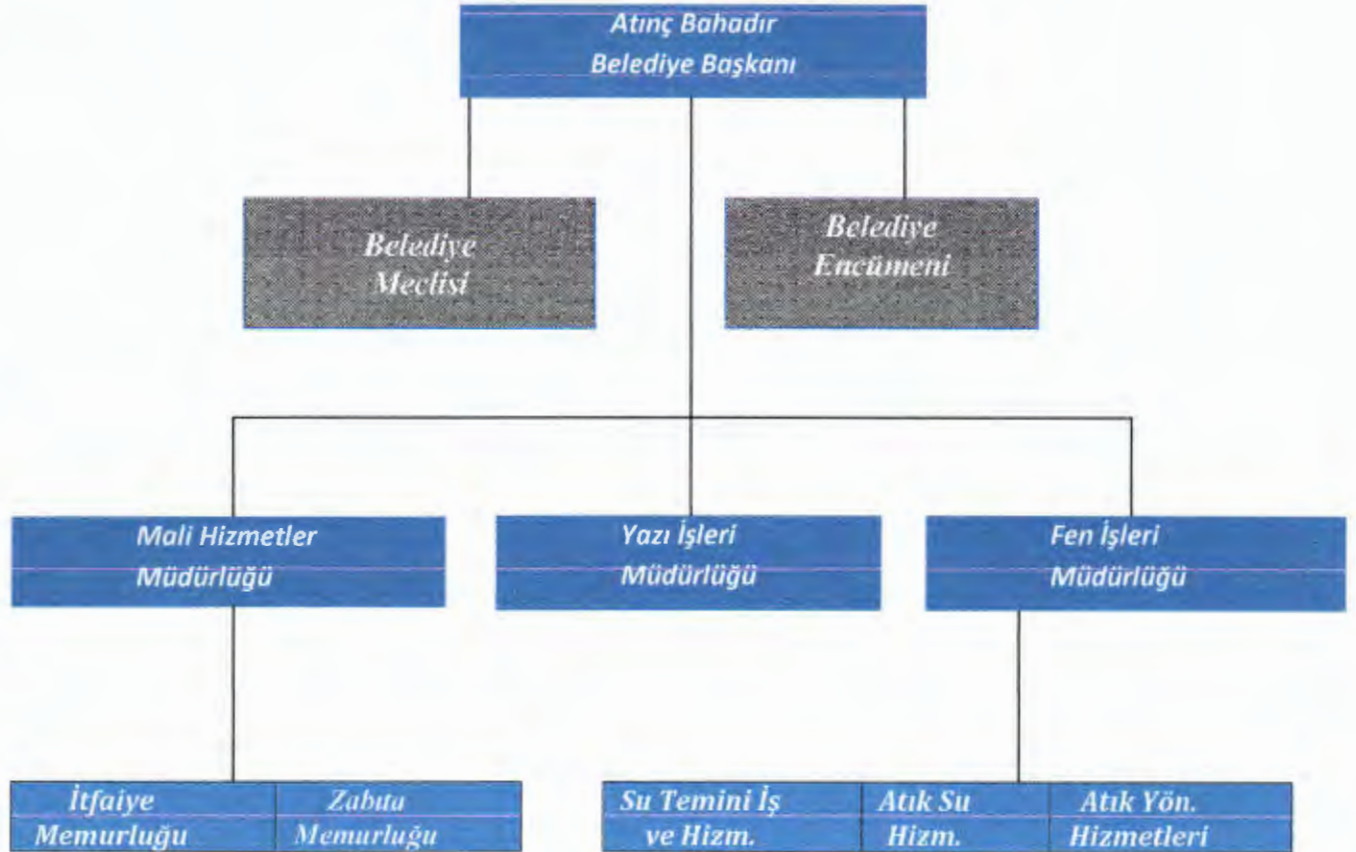 Atınç Bahadır
Belediye Başkanı
Belediye
Meclisi
Belediye
Encümeni
Mali Hizmetler
Müdürlüğü
Yazı İşleri
Müdürlüğü
Fen İşleri
Müdürlüğü
İtfaiye
Memurluğu
Zabıta
Memurluğu
Su Temini İş
ve Hizm.
Atık Su
Hizm.
Atık Yön.
Hizmetleri